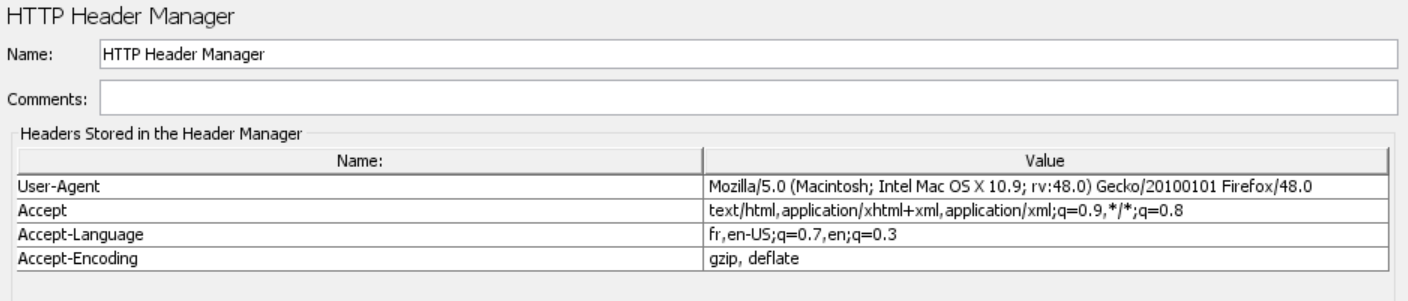 HTTP Header Manager
Name: HTTP Header Manager
Comments:
Headers Stored in the Header Manager
Name: Value
User-Agent Mozilla/5.0 (Macintosh; Intel Mac OS X 10.9; rv:48.0) Gecko/20100101 Firefox/48.0
Accept text/html,application/xhtml+xml,application/xml;q=0.9,*/*;q=0.8
Accept-Language fr,en-US;q=0.7,en;q=0.3
Accept-Encoding gzip, deflate